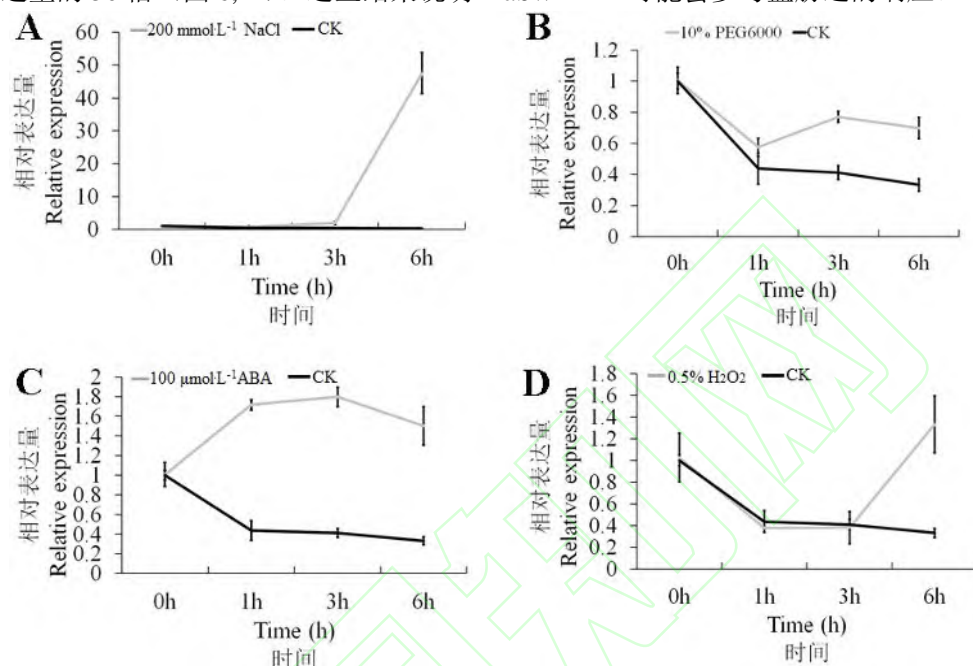 A
200 mmol·L⁻¹ NaCl CK
相对表达量
Relative expression
60
50
40
30
20
10
0
0h 1h 3h 6h
Time (h)
时间
B
10% PEG6000 CK
相对表达量
Relative expression
1.2
1
0.8
0.6
0.4
0.2
0
0h 1h 3h 6h
Time (h)
时间
C
100 μmol·L⁻¹ABA CK
相对表达量
Relative expression
2
1.8
1.6
1.4
1.2
1
0.8
0.6
0.4
0.2
0
0h 1h 3h 6h
Time (h)
时间
D
0.5% H₂O₂ CK
相对表达量
Relative expression
1.8
1.6
1.4
1.2
1
0.8
0.6
0.4
0.2
0
0h 1h 3h 6h
Time (h)
时间